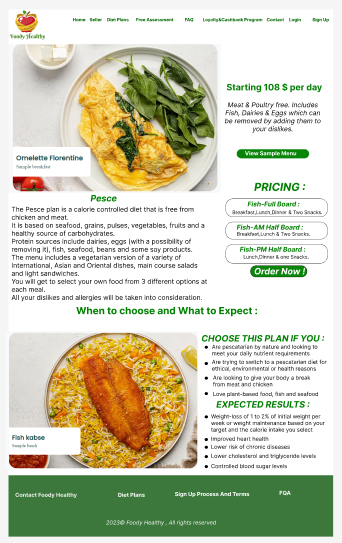 Home Seller Diet Plans Free Assessment FAQ Loyalty&Cashback Program Contact Login Sign Up
Foody Healthy
Omelette Florentine
Sample breakfast
Starting 108 $ per day
Meat & Poultry free. Includes
Fish, Dairies & Eggs which can
be removed by adding them to
your dislikes.
View Sample Menu
Pesce
The Pesce plan is a calorie controlled diet that is free from
chicken and meat.
It is based on seafood, grains, pulses, vegetables, fruits and a
healthy source of carbohydrates.
Protein sources include dairies, eggs (with a possibility of
removing it), fish, seafood, beans and some soy products.
The menu includes a vegetarian version of a variety of
International, Asian and Oriental dishes, main course salads
and light sandwiches.
You will get to select your own food from 3 different options at
each meal.
All your dislikes and allergies will be taken into consideration.
PRICING :
Fish-Full Board :
Breakfast,Lunch,Dinner & Two Snacks.
Fish-AM Half Board :
Breakfast,Lunch & Two Snacks.
Fish-PM Half Board :
Lunch,Dinner & one Snacks.
Order Now !
When to choose and What to Expect :
Fish kabse
Sample lunch
CHOOSE THIS PLAN IF YOU :
Are pescatarian by nature and looking to
meet your daily nutrient requirements
Are trying to switch to a pescatarian diet for
ethical, environmental or health reasons
Are looking to give your body a break
from meat and chicken
Love plant-based food, fish and seafood
EXPECTED RESULTS :
Weight-loss of 1 to 2% of initial weight per
week or weight maintenance based on your
target and the calorie intake you select
Improved heart health
Lower risk of chronic diseases
Lower cholesterol and triglyceride levels
Controlled blood sugar levels
Contact Foody Healthy Diet Plans Sign Up Process And Terms FQA
2023© Foody Healthy , All rights reserved